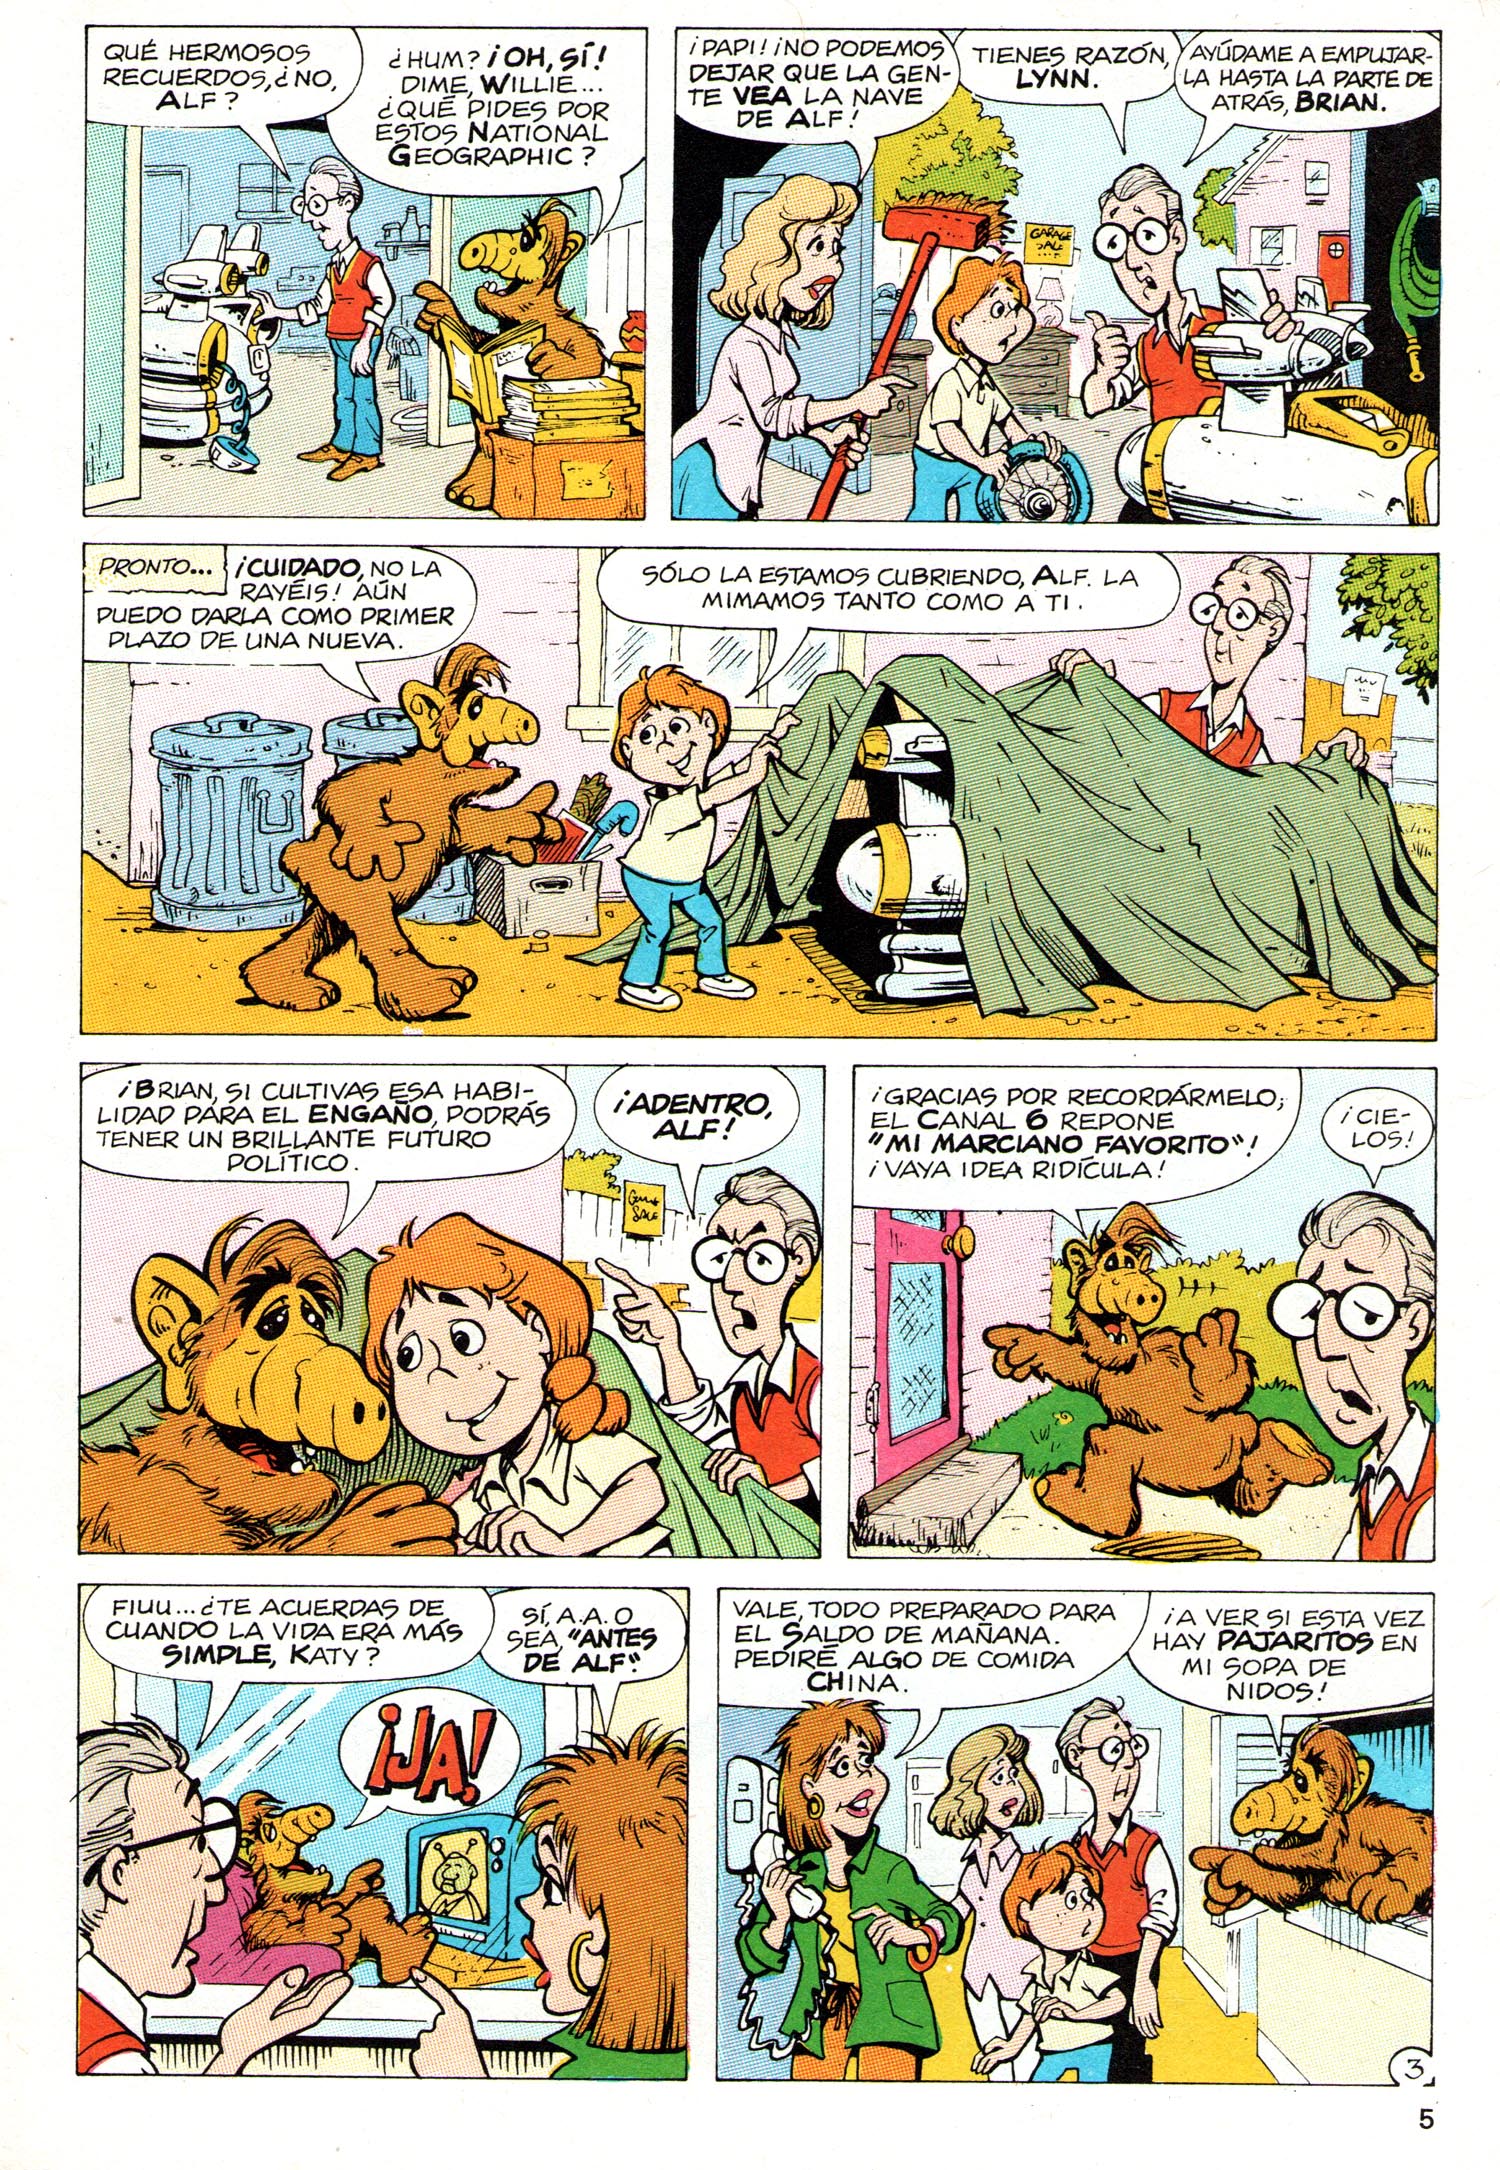 QUÉ HERMOSOS
RECUERDOS, ¿NO,
ALF?
¿HUM? ¡OH, SÍ!
DIME, WILLIE...
¿QUÉ PIDES POR
ESTOS NATIONAL
GEOGRAPHIC?
¡PAPI! ¡NO PODEMOS
DEJAR QUE LA GEN-
TE VEA LA NAVE
DE ALF!
TIENES RAZÓN,
LYNN.
AYÚDAME A EMPUJAR-
LA HASTA LA PARTE DE
ATRÁS, BRIAN.
GARAGE
SALE
PRONTO...
¡CUIDADO, NO LA
RAYÉIS! AÚN
PUEDO DARLA COMO PRIMER
PLAZO DE UNA NUEVA.
SÓLO LA ESTAMOS CUBRIENDO, ALF. LA
MIMAMOS TANTO COMO A TI.
¡BRIAN, SI CULTIVAS ESA HABI-
LIDAD PARA EL ENGAÑO, PODRÁS
TENER UN BRILLANTE FUTURO
POLÍTICO.
¡ADENTRO,
ALF!
SALE
¡GRACIAS POR RECORDÁRMELO;
EL CANAL 6 REPONE
"MI MARCIANO FAVORITO"!
¡VAYA IDEA RIDÍCULA!
¡CIE-
LOS!
FIUU... ¿TE ACUERDAS DE
CUANDO LA VIDA ERA MÁS
SIMPLE, KATY?
SÍ, A.A. O
SEA, "ANTES
DE ALF".
¡JA!
VALE, TODO PREPARADO PARA
EL SALDO DE MAÑANA.
PEDIRÉ ALGO DE COMIDA
CHINA.
¡A VER SI ESTA VEZ
HAY PAJARITOS EN
MI SOPA DE
NIDOS!
3
5